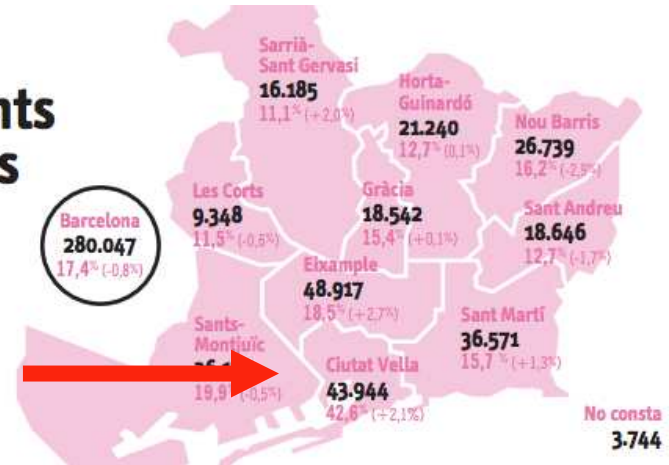 Sarrià-
Sant Gervasi
16.185
11,1% (+2,0%)
Horta-
Guinardó
21.240
12,7% (0,1%)
Nou Barris
26.739
16,2% (-2,9%)
Les Corts
9.348
11,5% (-0,6%)
Gràcia
18.542
15,4% (+0,1%)
Sant Andreu
18.646
12,7% (-1,7%)
Barcelona
280.047
17,4% (-0,8%)
Eixample
48.917
18,5% (+2,7%)
Sants-
Montjuïc
19,9% (-0,5%)
Sant Martí
36.571
15,7 % (+1,3%)
Ciutat Vella
43.944
42,6% (+2,1%)
No consta
3.744